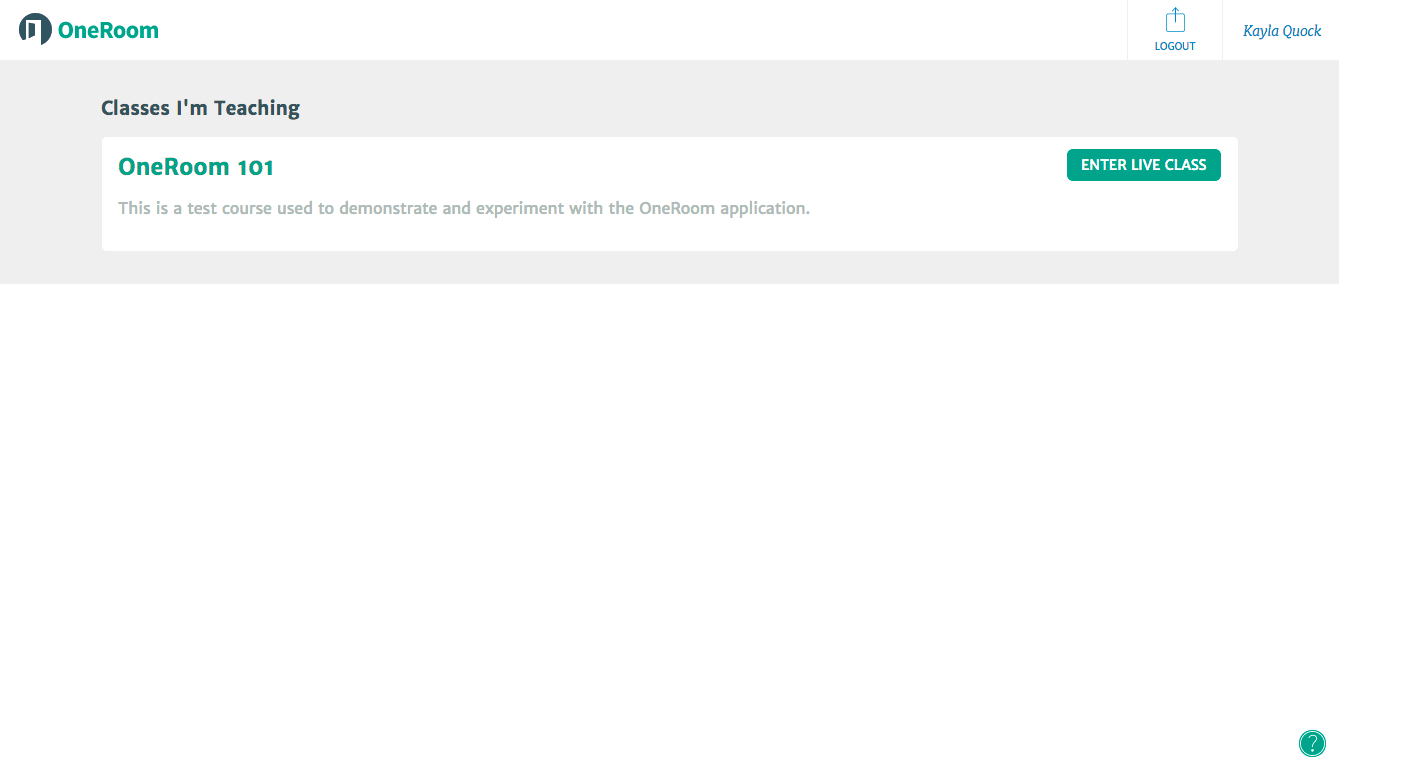 OneRoom
LOGOUT
Kayla Quock
Classes I'm Teaching
OneRoom 101
ENTER LIVE CLASS
This is a test course used to demonstrate and experiment with the OneRoom application.
?